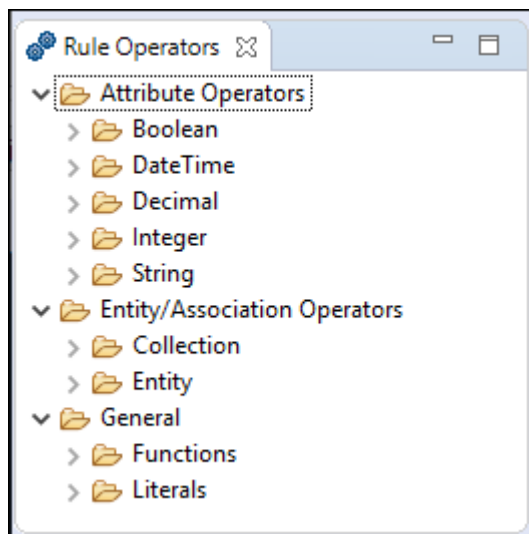 Rule Operators
Attribute Operators
Boolean
DateTime
Decimal
Integer
String
Entity/Association Operators
Collection
Entity
General
Functions
Literals